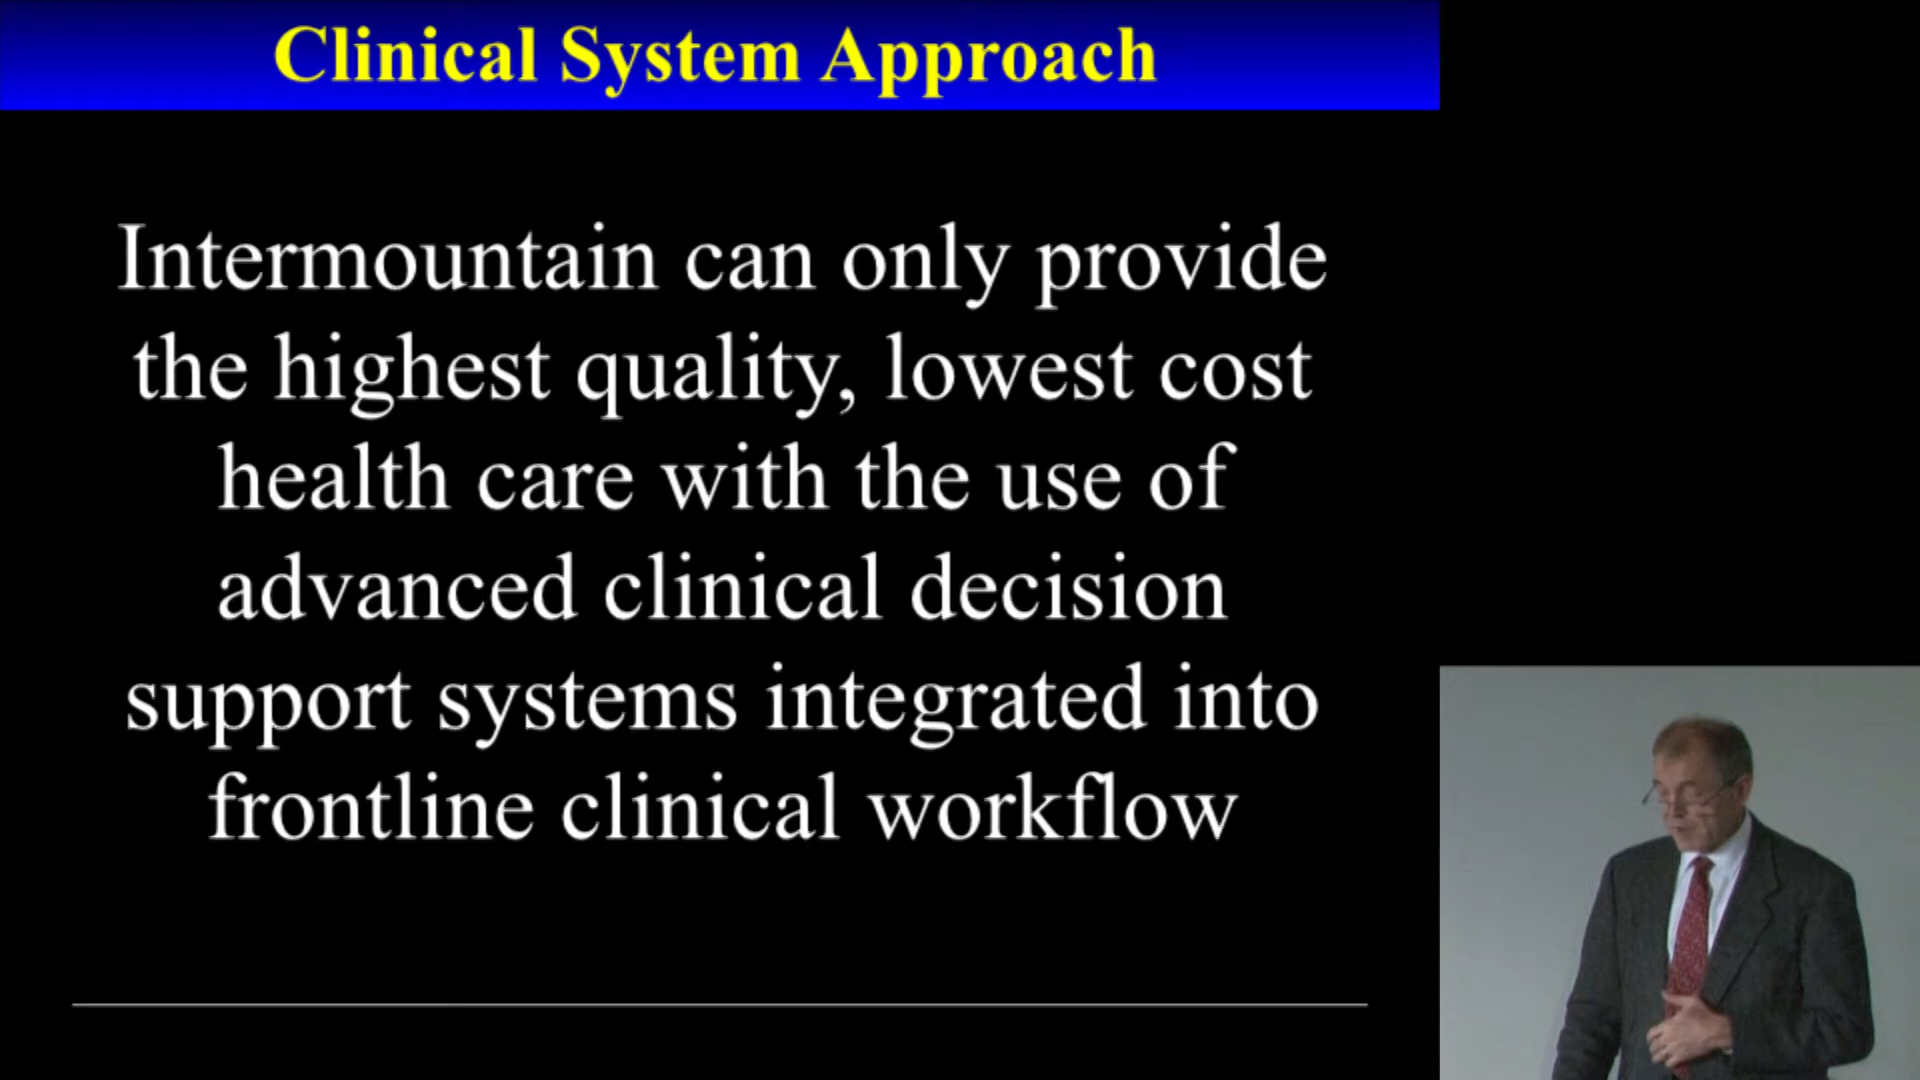 Clinical System Approach
Intermountain can only provide
the highest quality, lowest cost
health care with the use of
advanced clinical decision
support systems integrated into
frontline clinical workflow